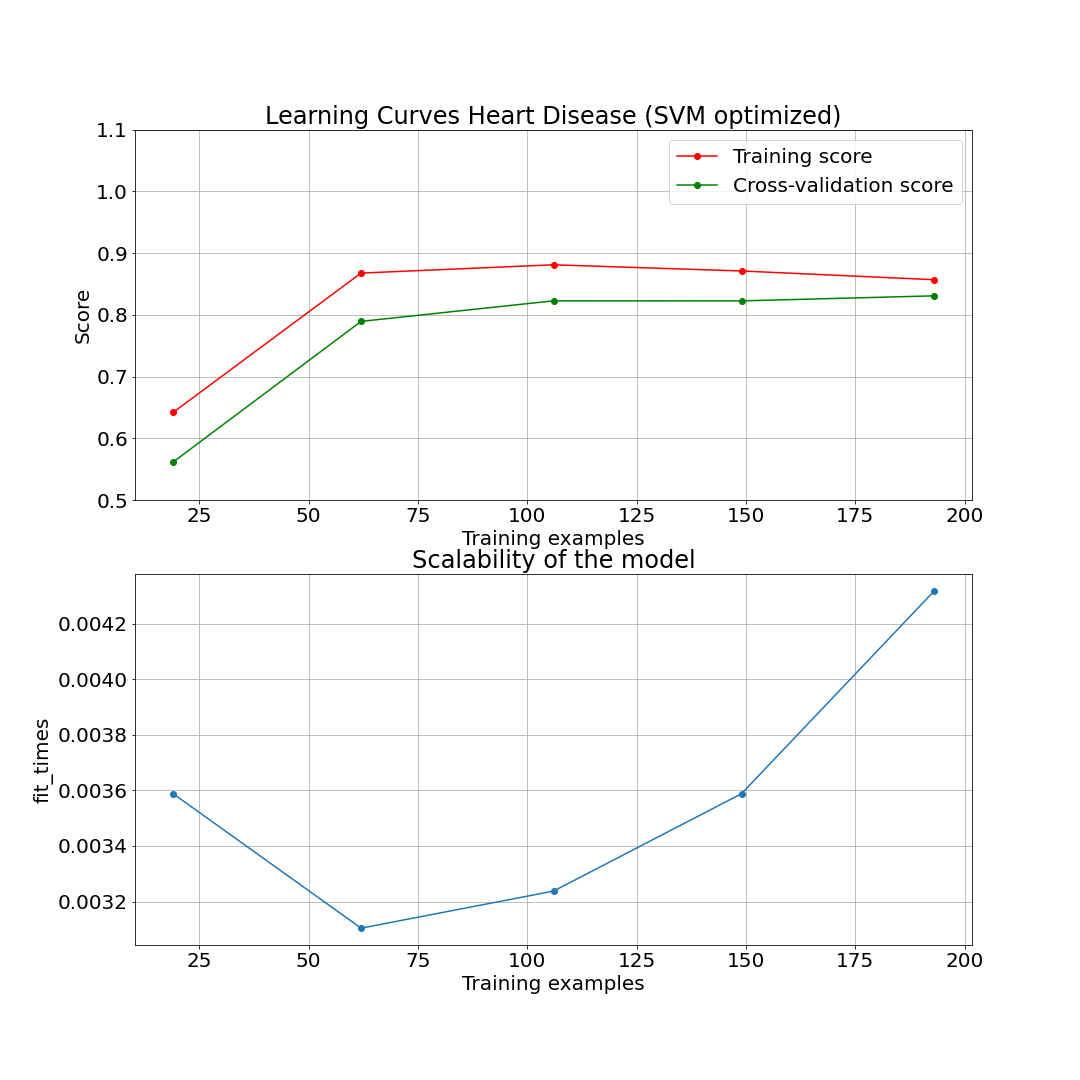 Learning Curves Heart Disease (SVM optimized)
1.1
1.0
0.9
0.8
0.7
0.6
0.5
Score
Training score
Cross-validation score
25 50 75 100 125 150 175 200
Training examples
Scalability of the model
0.0042
0.0040
0.0038
0.0036
0.0034
0.0032
fit_times
25 50 75 100 125 150 175 200
Training examples